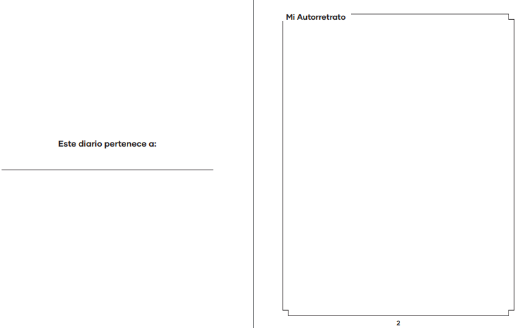 Este diario pertenece a:
Mi Autorretrato
2